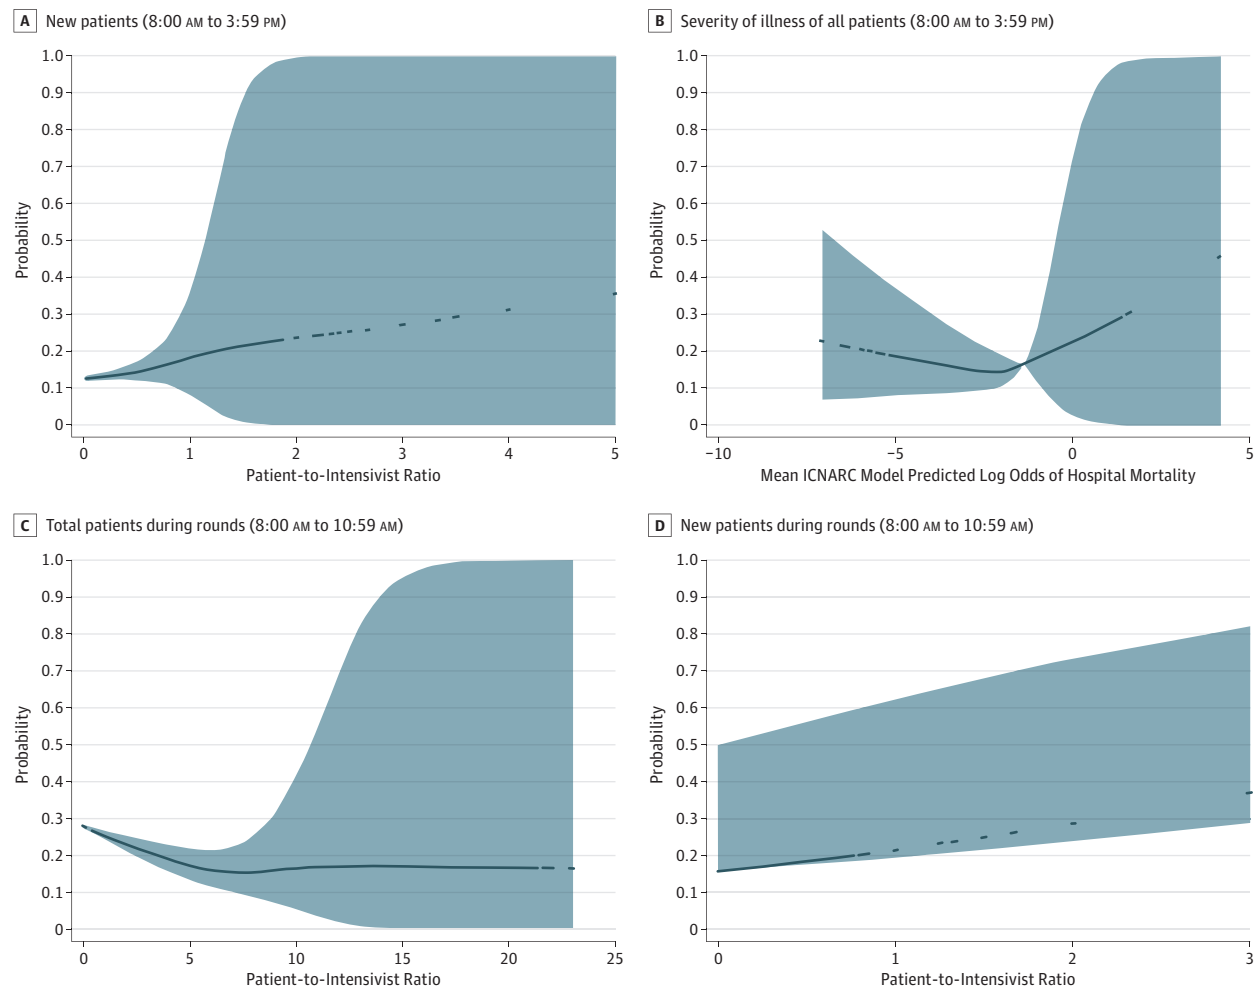 A New patients (8:00 AM to 3:59 PM)
1.0
0.9
0.8
0.7
0.6
0.5
0.4
0.3
0.2
0.1
0
Probability
0 1 2 3 4 5
Patient-to-Intensivist Ratio
B Severity of illness of all patients (8:00 AM to 3:59 PM)
1.0
0.9
0.8
0.7
0.6
0.5
0.4
0.3
0.2
0.1
0
Probability
−10 −5 0 5
Mean ICNARC Model Predicted Log Odds of Hospital Mortality
C Total patients during rounds (8:00 AM to 10:59 AM)
1.0
0.9
0.8
0.7
0.6
0.5
0.4
0.3
0.2
0.1
0
Probability
0 5 10 15 20 25
Patient-to-Intensivist Ratio
D New patients during rounds (8:00 AM to 10:59 AM)
1.0
0.9
0.8
0.7
0.6
0.5
0.4
0.3
0.2
0.1
0
Probability
0 1 2 3
Patient-to-Intensivist Ratio